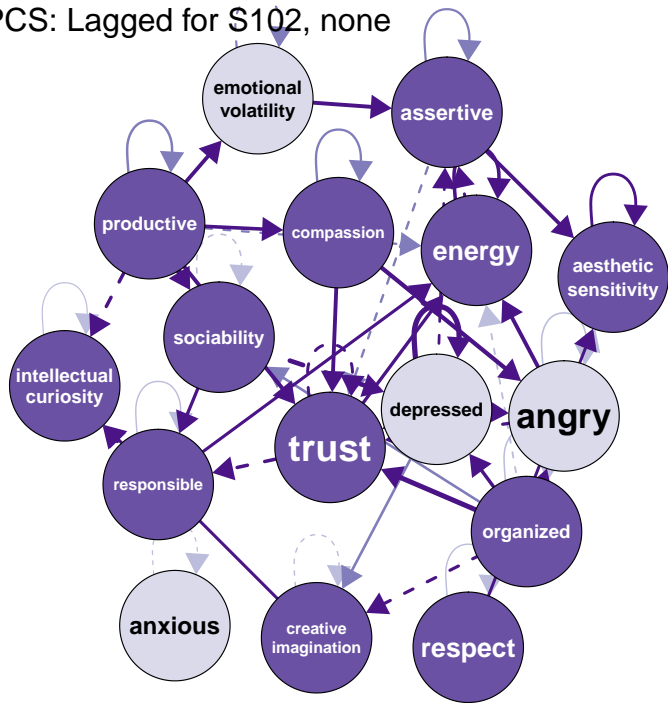 PCS: Lagged for S102, none
emotional
volatility
assertive
productive
compassion
energy
aesthetic
sensitivity
sociability
intellectual
curiosity
depressed
angry
trust
responsible
organized
anxious
creative
imagination
respect